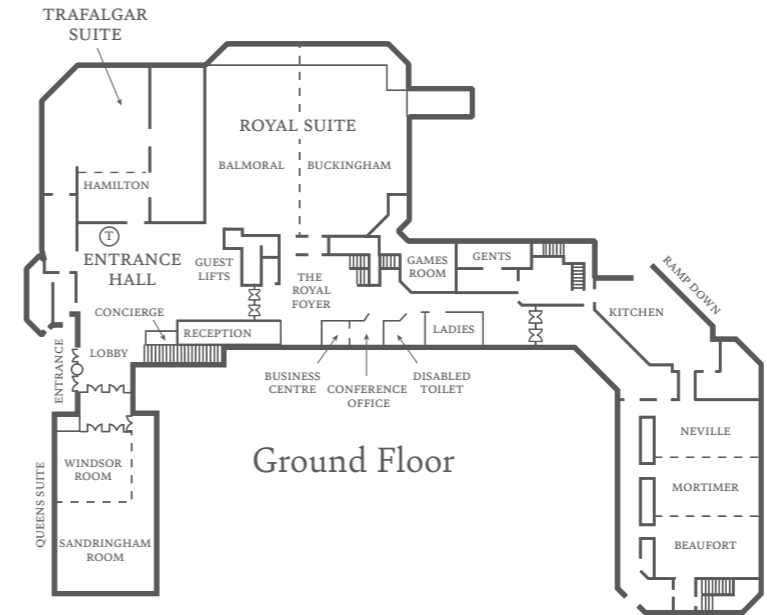 TRAFALGAR
SUITE
ROYAL SUITE
BALMORAL
BUCKINGHAM
HAMILTON
T
ENTRANCE
HALL
GUEST
LIFTS
THE
ROYAL
FOYER
GAMES
ROOM
GENTS
RAMP DOWN
KITCHEN
CONCIERGE
RECEPTION
LADIES
LOBBY
ENTRANCE
BUSINESS
CENTRE
CONFERENCE
OFFICE
DISABLED
TOILET
Ground Floor
NEVILLE
MORTIMER
BEAUFORT
QUEENS SUITE
WINDSOR
ROOM
SANDRINGHAM
ROOM